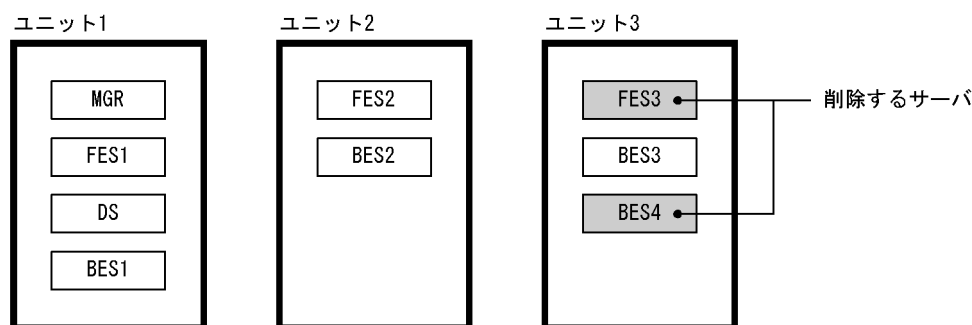 ユニット1
MGR
FES1
DS
BES1
ユニット2
FES2
BES2
ユニット3
FES3
BES3
BES4
削除するサーバ